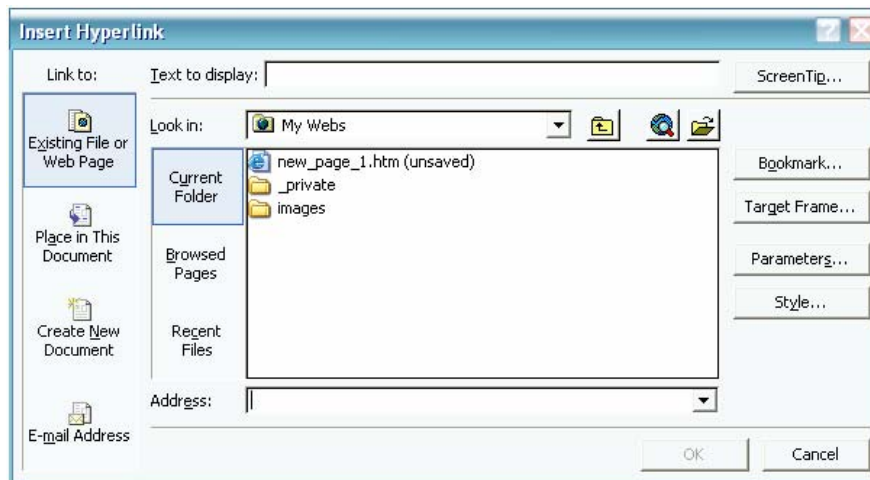 Insert Hyperlink
Link to:
Text to display:
ScreenTip...
Existing File or
Web Page
Look in:
My Webs
Current
Folder
new_page_1.htm (unsaved)
_private
images
Bookmark...
Target Frame...
Place in This
Document
Browsed
Pages
Parameters...
Style...
Create New
Document
Recent
Files
Address:
E-mail Address
OK
Cancel